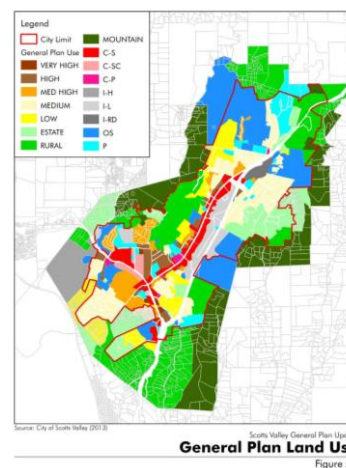 Legend
City Limit
General Plan Use
VERY HIGH
HIGH
MED HIGH
MEDIUM
LOW
ESTATE
RURAL
MOUNTAIN
C-S
C-SC
C-P
I-H
I-L
I-RD
OS
P
Source: City of Scotts Valley (2013)
Scotts Valley General Plan Upd
General Plan Land Us
Figure